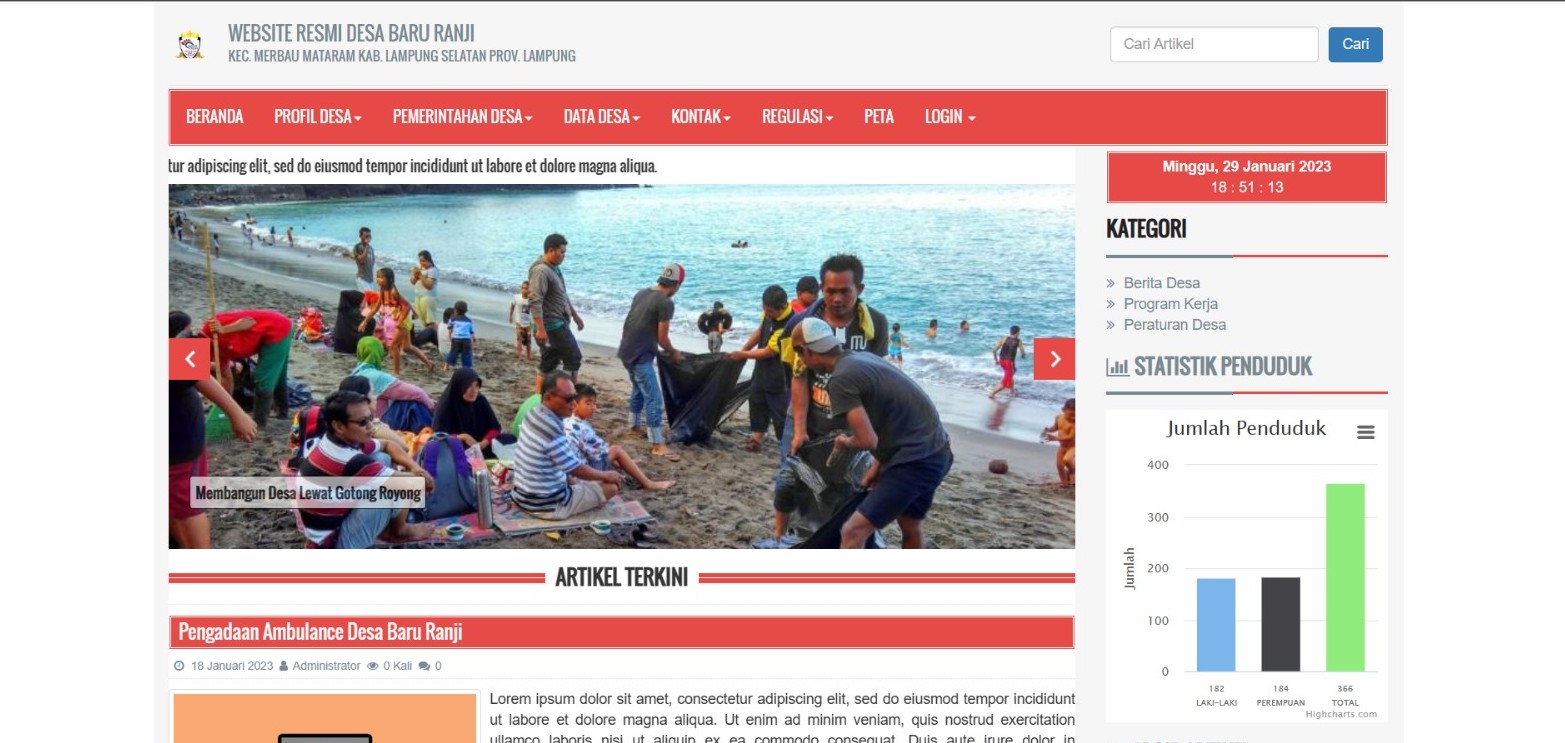 WEBSITE RESMI DESA BARU RANJI
KEC. MERBAU MATARAM KAB. LAMPUNG SELATAN PROV. LAMPUNG
Cari Artikel
Cari
BERANDA PROFIL DESA PEMERINTAHAN DESA DATA DESA KONTAK REGULASI PETA LOGIN
tur adipiscing elit, sed do eiusmod tempor incididunt ut labore et dolore magna aliqua.
Membangun Desa Lewat Gotong Royong
ARTIKEL TERKINI
Pengadaan Ambulance Desa Baru Ranji
18 Januari 2023 Administrator 0 Kali 0
Lorem ipsum dolor sit amet, consectetur adipiscing elit, sed do eiusmod tempor incididunt
ut labore et dolore magna aliqua. Ut enim ad minim veniam, quis nostrud exercitation
ullamco laboris nisi ut aliquip ex ea commodo consequat. Duis aute irure dolor in
Minggu, 29 Januari 2023
18 : 51 : 13
KATEGORI
» Berita Desa
» Program Kerja
» Peraturan Desa
STATISTIK PENDUDUK
Jumlah Penduduk
Jumlah
400
300
200
100
0
182 184 366
LAKI-LAKI PEREMPUAN TOTAL
Highcharts.com